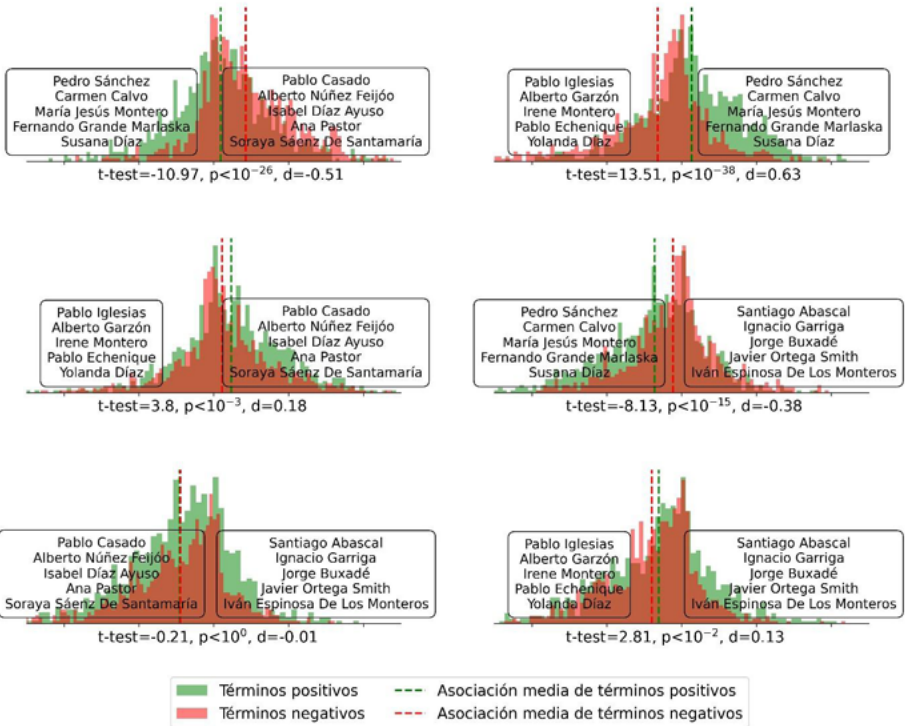 Pedro Sánchez
Carmen Calvo
María Jesús Montero
Fernando Grande Marlaska
Susana Díaz
Pablo Casado
Alberto Núñez Feijóo
Isabel Díaz Ayuso
Ana Pastor
Soraya Sáenz De Santamaría
t-test=-10.97, p<10⁻²⁶, d=-0.51
Pablo Iglesias
Alberto Garzón
Irene Montero
Pablo Echenique
Yolanda Díaz
Pedro Sánchez
Carmen Calvo
María Jesús Montero
Fernando Grande Marlaska
Susana Díaz
t-test=13.51, p<10⁻³⁸, d=0.63
Pablo Iglesias
Alberto Garzón
Irene Montero
Pablo Echenique
Yolanda Díaz
Pablo Casado
Alberto Núñez Feijóo
Isabel Díaz Ayuso
Ana Pastor
Soraya Sáenz De Santamaría
t-test=3.8, p<10⁻³, d=0.18
Pedro Sánchez
Carmen Calvo
María Jesús Montero
Fernando Grande Marlaska
Susana Díaz
Santiago Abascal
Ignacio Garriga
Jorge Buxadé
Javier Ortega Smith
Iván Espinosa De Los Monteros
t-test=-8.13, p<10⁻¹⁵, d=-0.38
Pablo Casado
Alberto Núñez Feijóo
Isabel Díaz Ayuso
Ana Pastor
Soraya Sáenz De Santamaría
Santiago Abascal
Ignacio Garriga
Jorge Buxadé
Javier Ortega Smith
Iván Espinosa De Los Monteros
t-test=-0.21, p<10⁰, d=-0.01
Pablo Iglesias
Alberto Garzón
Irene Montero
Pablo Echenique
Yolanda Díaz
Santiago Abascal
Ignacio Garriga
Jorge Buxadé
Javier Ortega Smith
Iván Espinosa De Los Monteros
t-test=2.81, p<10⁻², d=0.13
Términos positivos
Términos negativos
Asociación media de términos positivos
Asociación media de términos negativos